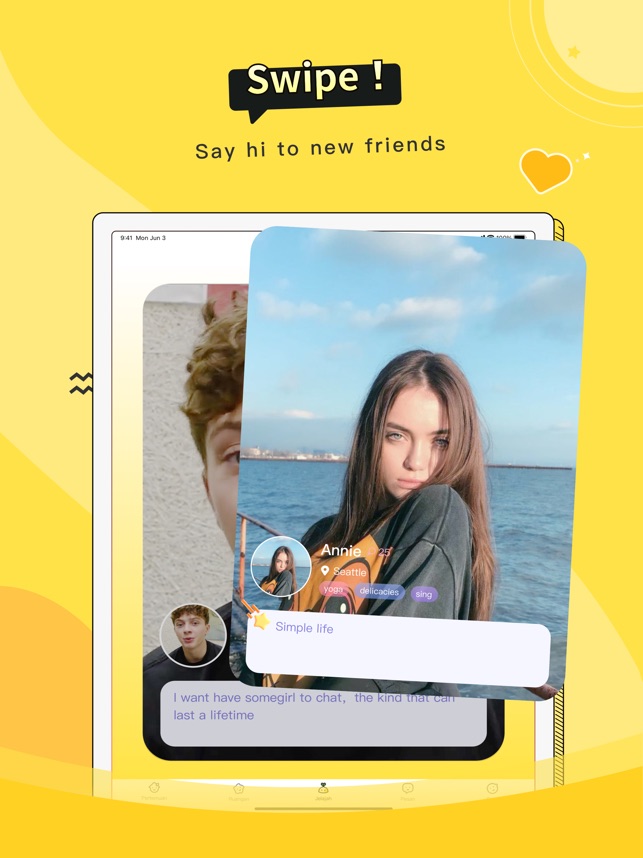 Swipe !
Say hi to new friends
9:41 Mon Jun 3
100%
Annie
25
Seattle
yoga
delicacies
sing
Simple life
I want have somegirl to chat，the kind that can
last a lifetime